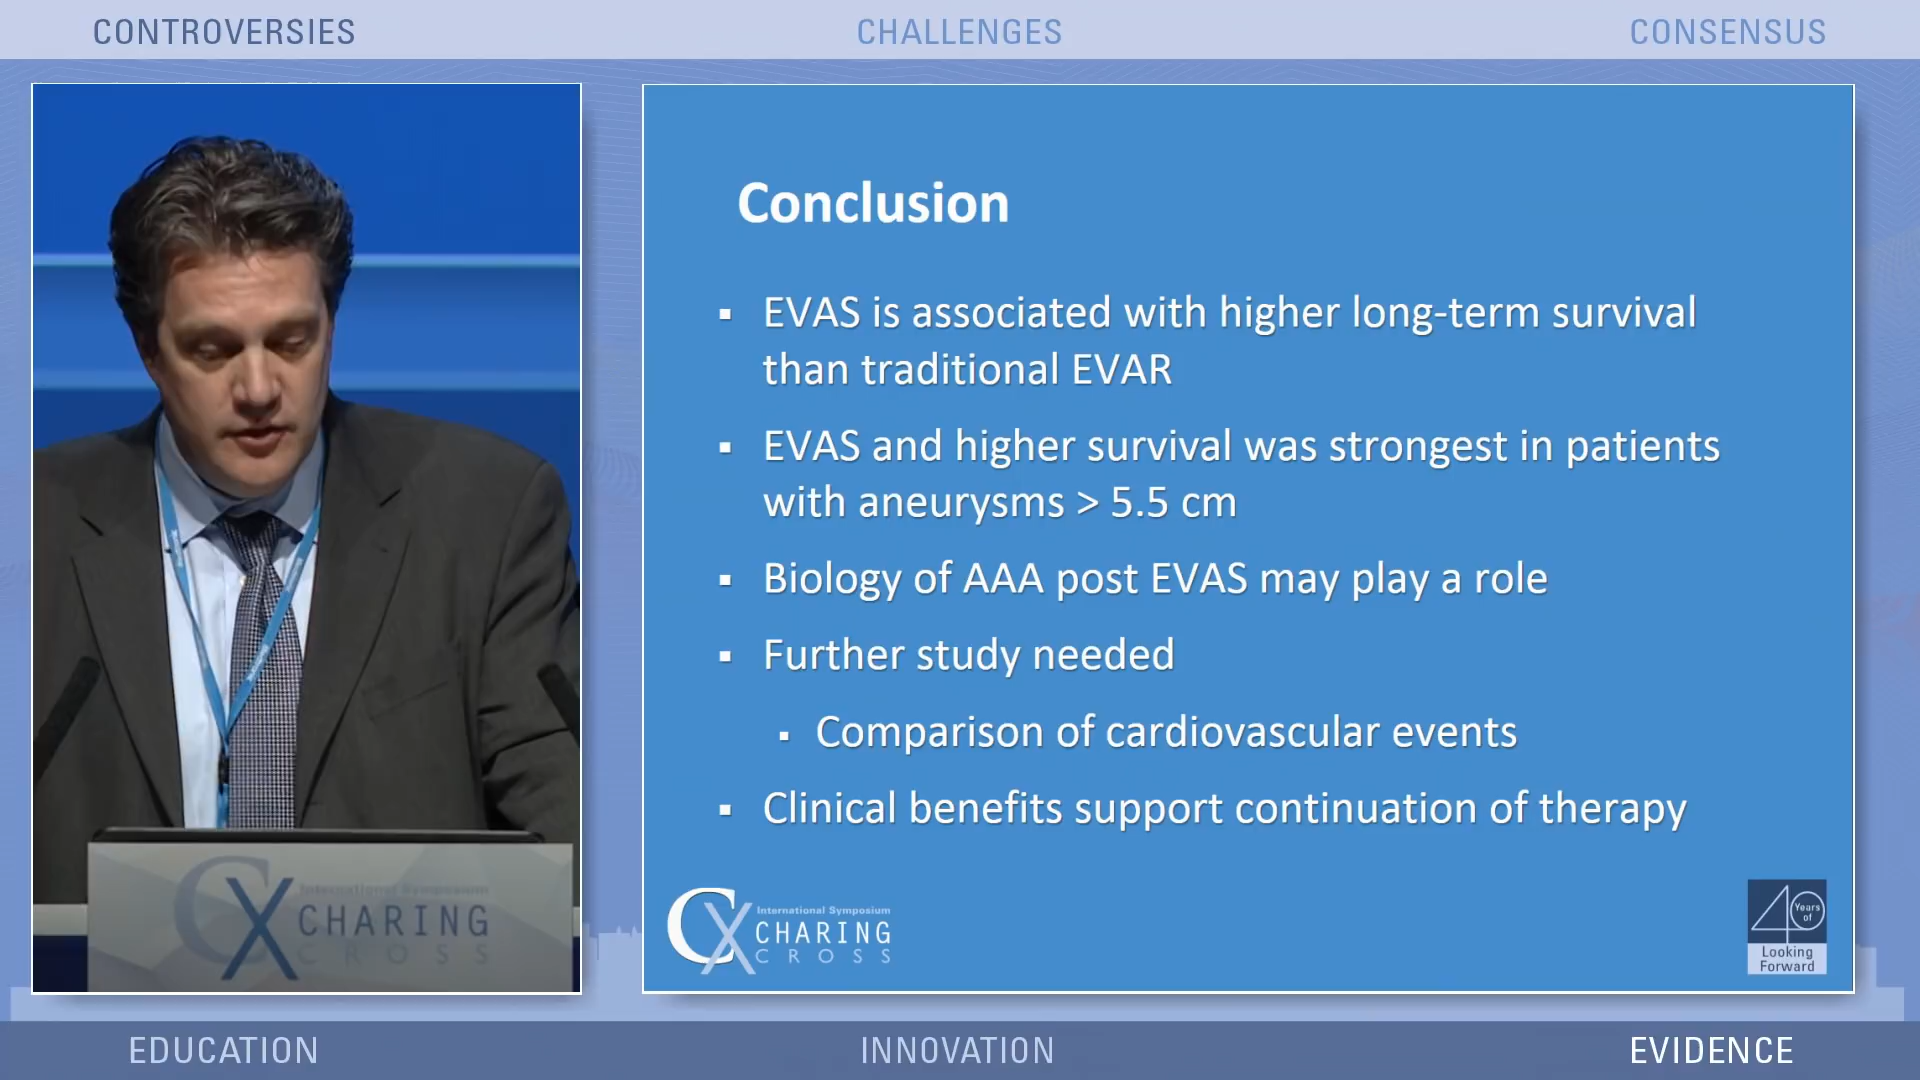 CONTROVERSIES
CHALLENGES
CONSENSUS
Conclusion
▪ EVAS is associated with higher long-term survival
than traditional EVAR
▪ EVAS and higher survival was strongest in patients
with aneurysms > 5.5 cm
▪ Biology of AAA post EVAS may play a role
▪ Further study needed
▪ Comparison of cardiovascular events
▪ Clinical benefits support continuation of therapy
CX
International Symposium
CHARING
CROSS
40
Years
of
Looking
Forward
CX
International Symposium
CHARING
CROSS
EDUCATION
INNOVATION
EVIDENCE